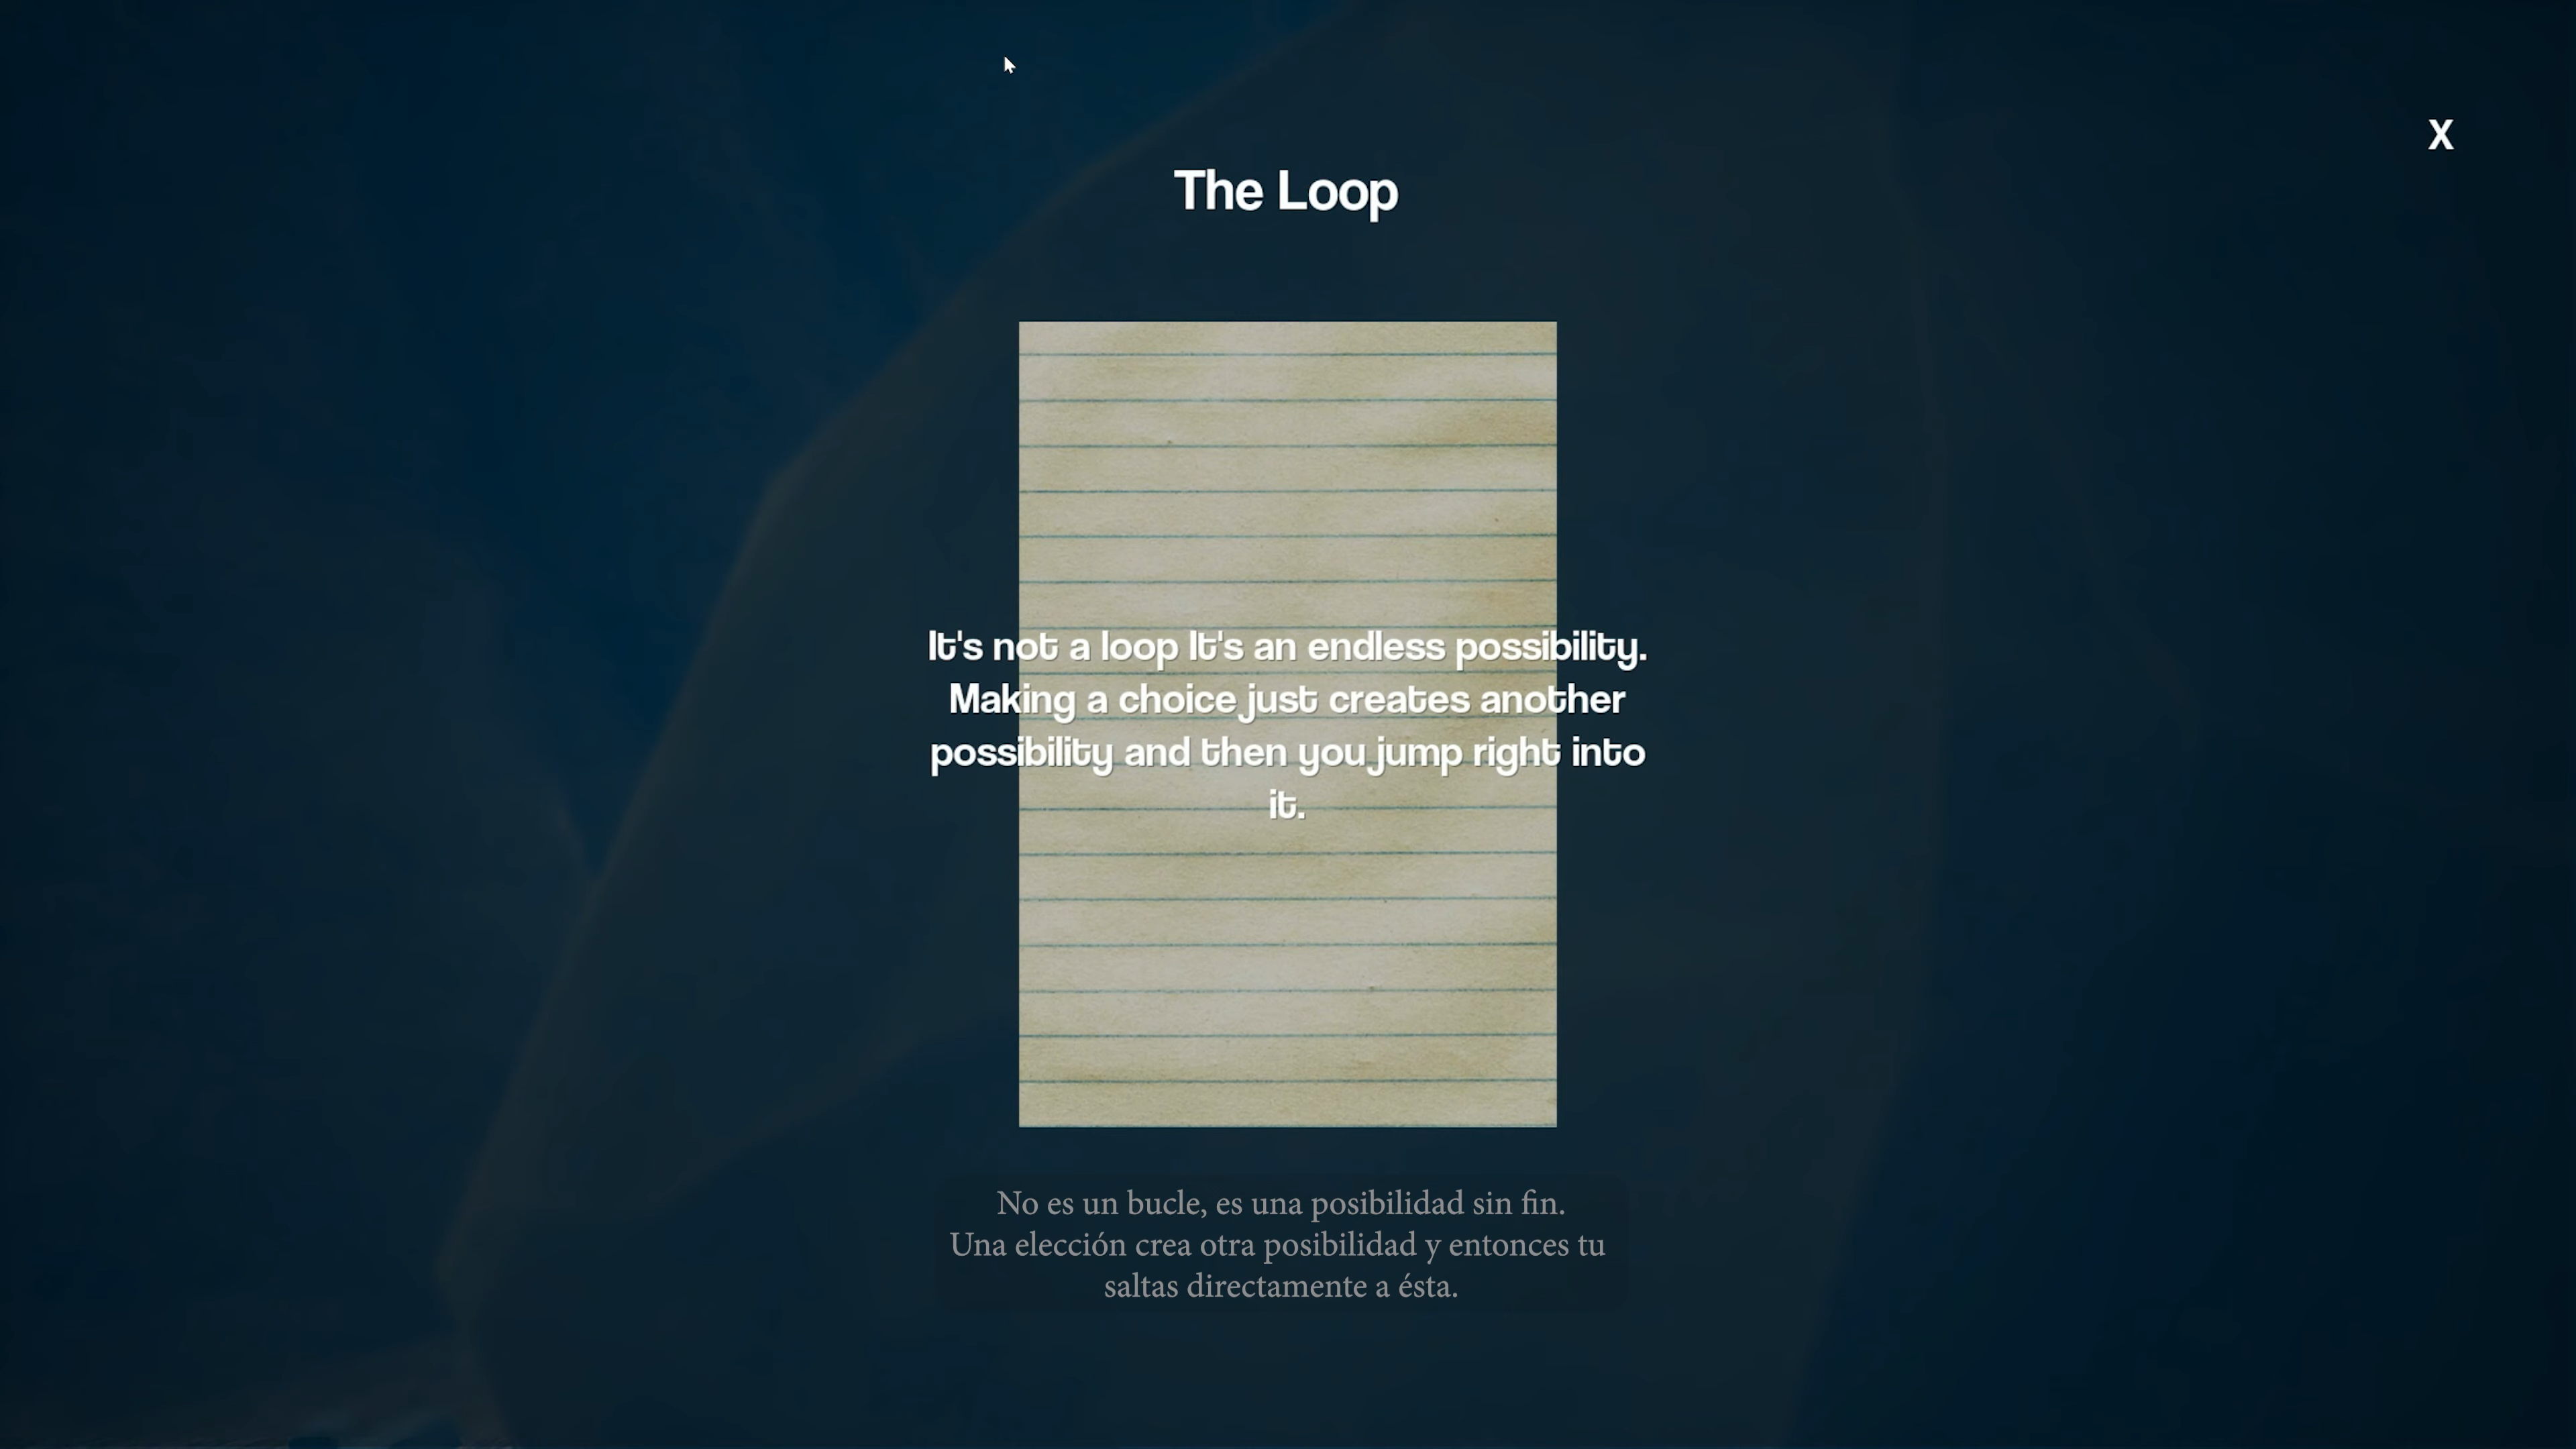 X
The Loop
It's not a loop It's an endless possibility.
Making a choice just creates another
possibility and then you jump right into
it.
No es un bucle, es una posibilidad sin fin.
Una elección crea otra posibilidad y entonces tu
saltas directamente a ésta.